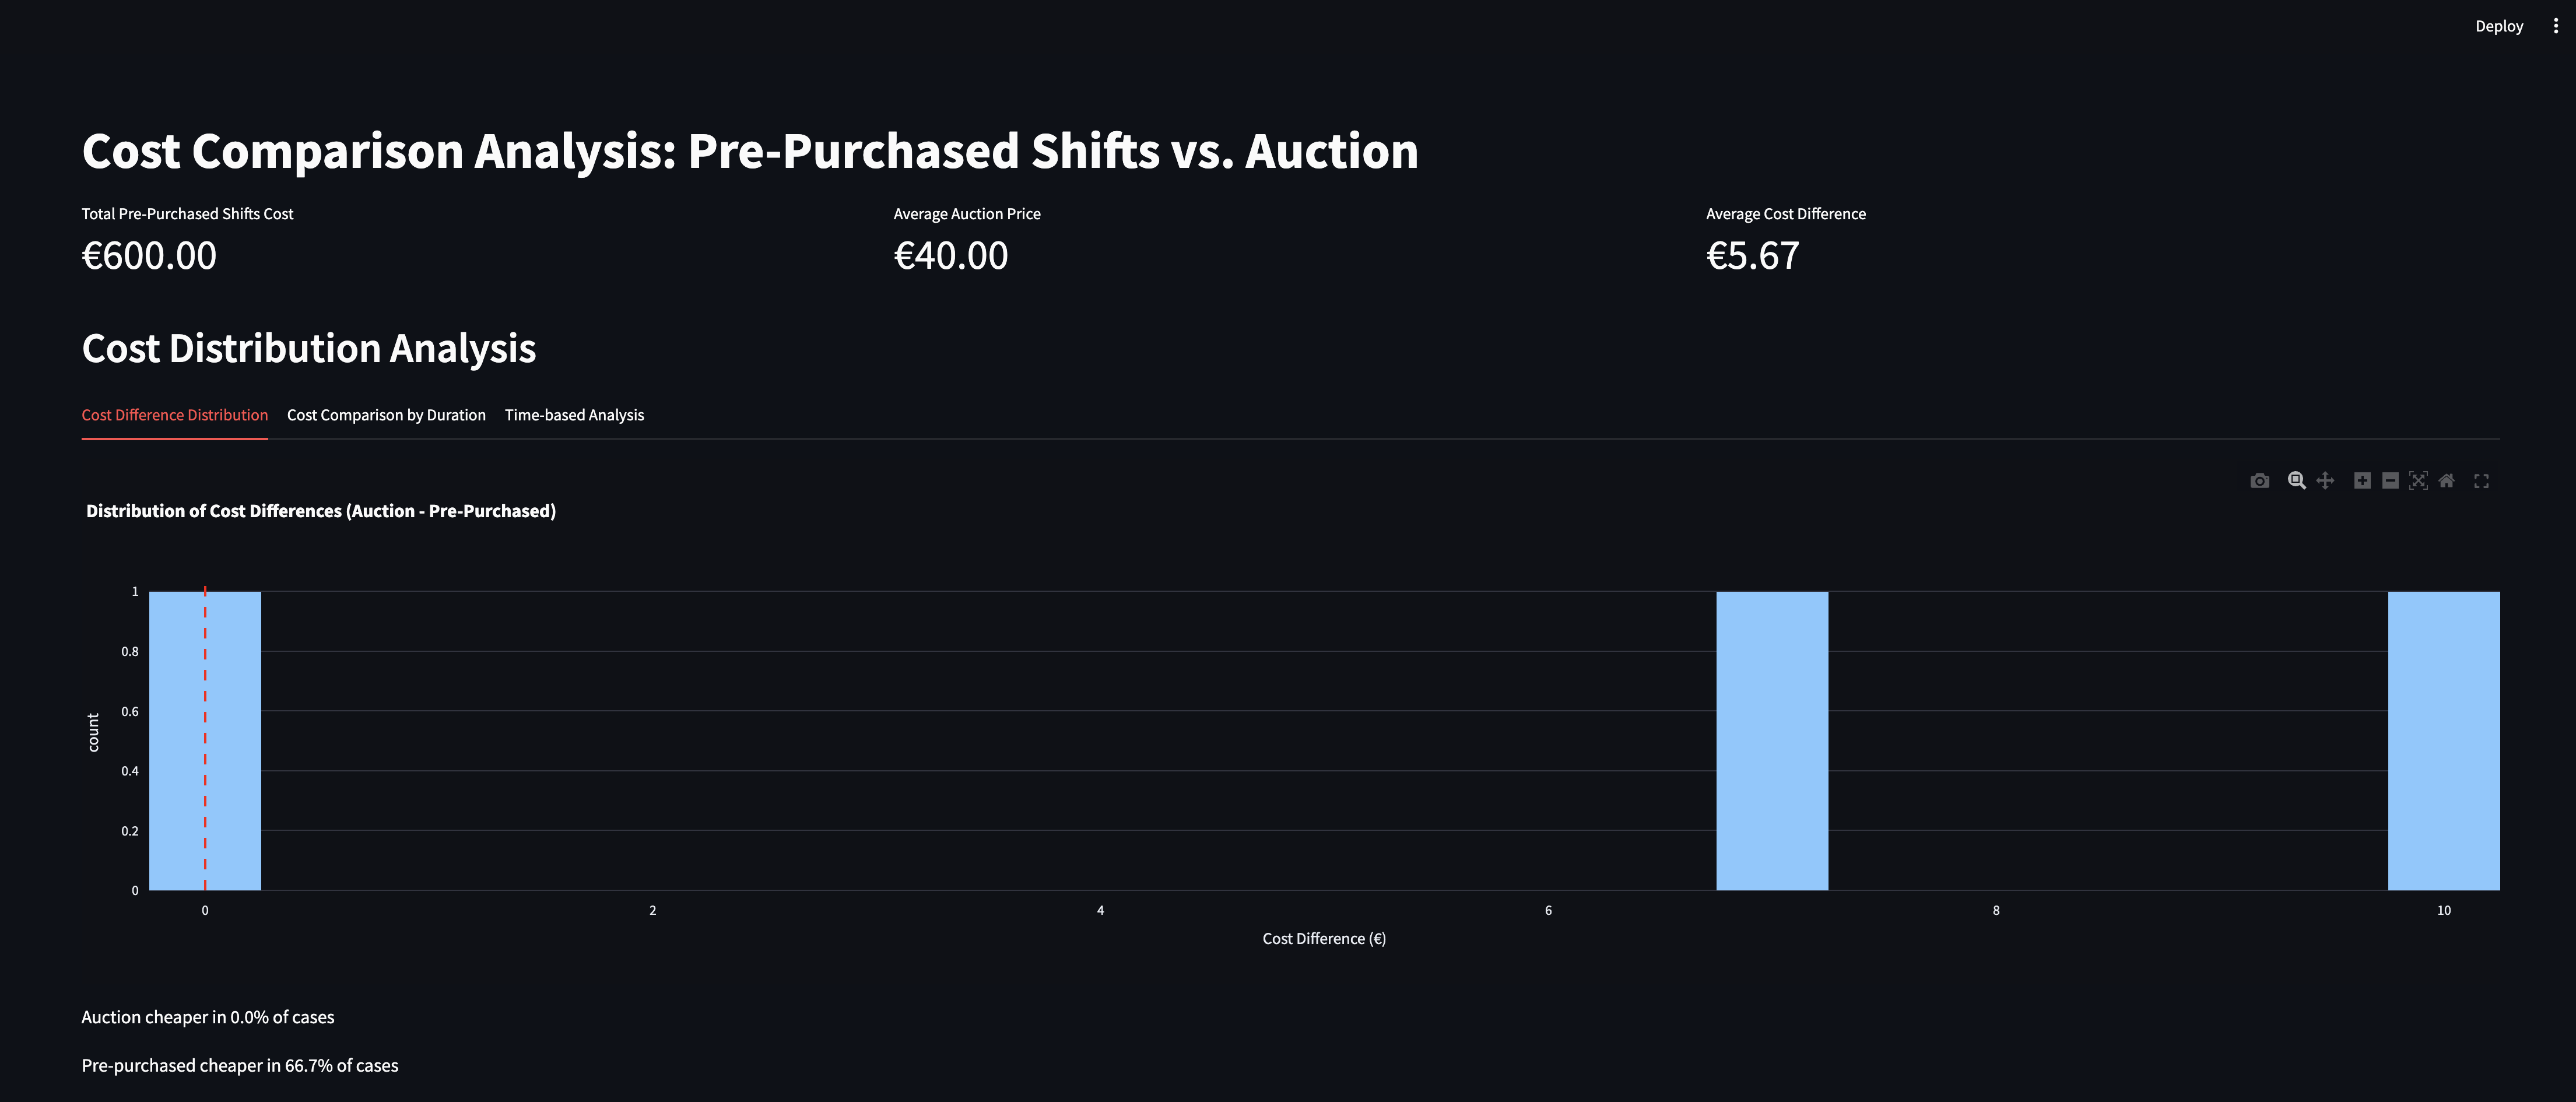 Deploy
Cost Comparison Analysis: Pre-Purchased Shifts vs. Auction
Total Pre-Purchased Shifts Cost
€600.00
Average Auction Price
€40.00
Average Cost Difference
€5.67
Cost Distribution Analysis
Cost Difference Distribution Cost Comparison by Duration Time-based Analysis
Distribution of Cost Differences (Auction - Pre-Purchased)
count
1
0.8
0.6
0.4
0.2
0
0 2 4 6 8 10
Cost Difference (€)
Auction cheaper in 0.0% of cases
Pre-purchased cheaper in 66.7% of cases